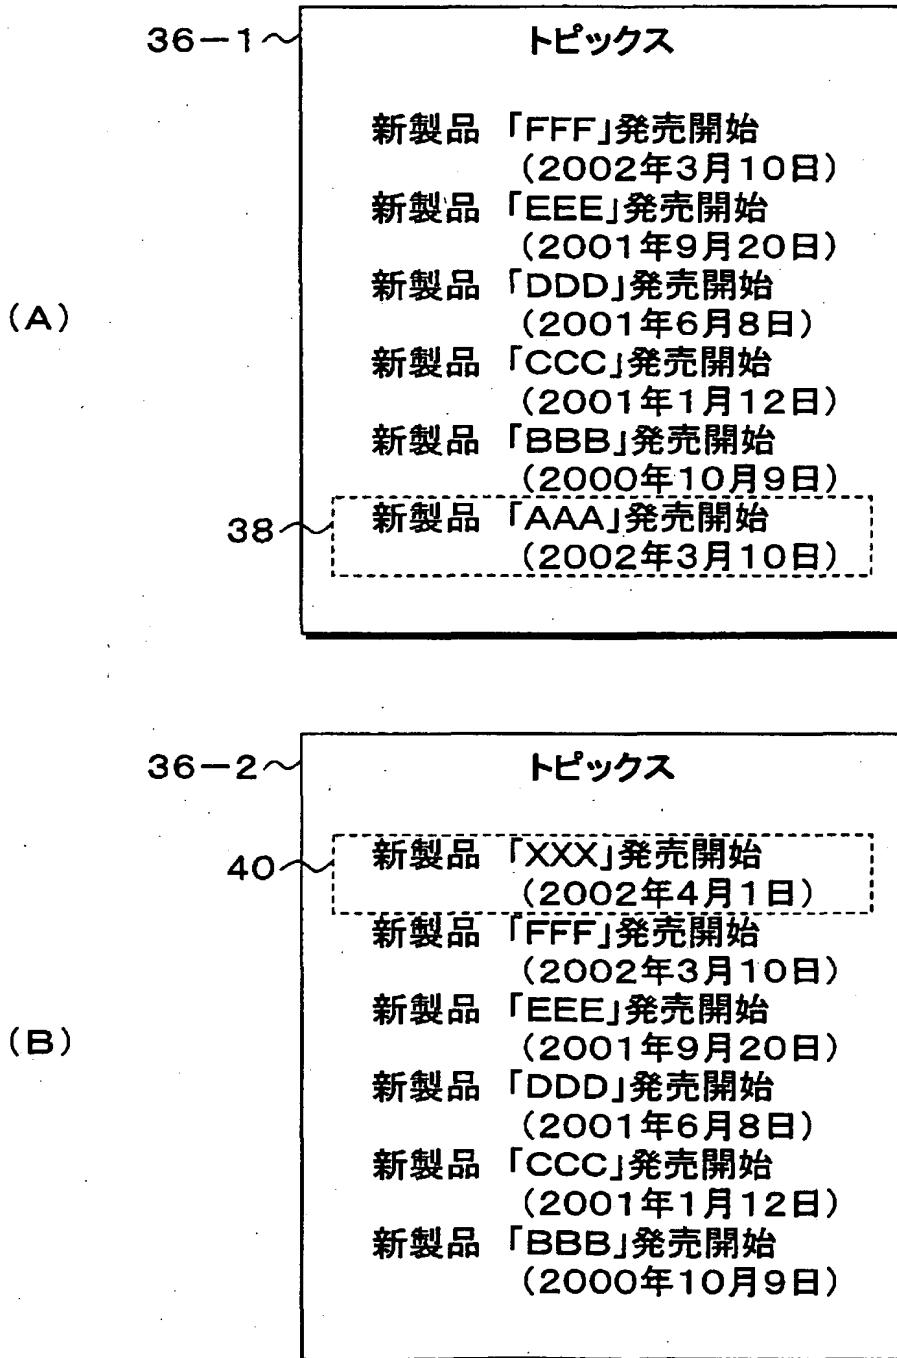 36-1
トピックス
新製品 「FFF」発売開始
(2002年3月10日)
新製品 「EEE」発売開始
(2001年9月20日)
新製品 「DDD」発売開始
(2001年6月8日)
(A)
新製品 「CCC」発売開始
(2001年1月12日)
新製品 「BBB」発売開始
(2000年10月9日)
38
新製品 「AAA」発売開始
(2002年3月10日)
36-2
トピックス
40
新製品 「XXX」発売開始
(2002年4月1日)
新製品 「FFF」発売開始
(2002年3月10日)
新製品 「EEE」発売開始
(2001年9月20日)
(B)
新製品 「DDD」発売開始
(2001年6月8日)
新製品 「CCC」発売開始
(2001年1月12日)
新製品 「BBB」発売開始
(2000年10月9日)